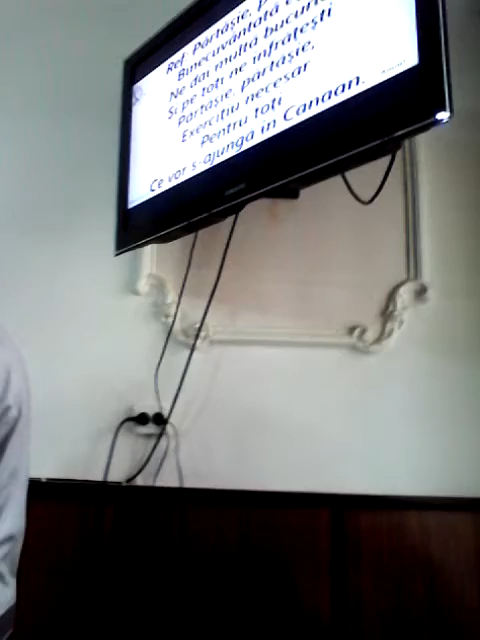 Ref. Părtășie, p
Binecuvântată
Ne dai multă bucuri
Și pe toți ne înfrățești
Părtășie, părtășie,
Exercițiu necesar
Pentru toți
Ce vor s-ajungă în Canaan.